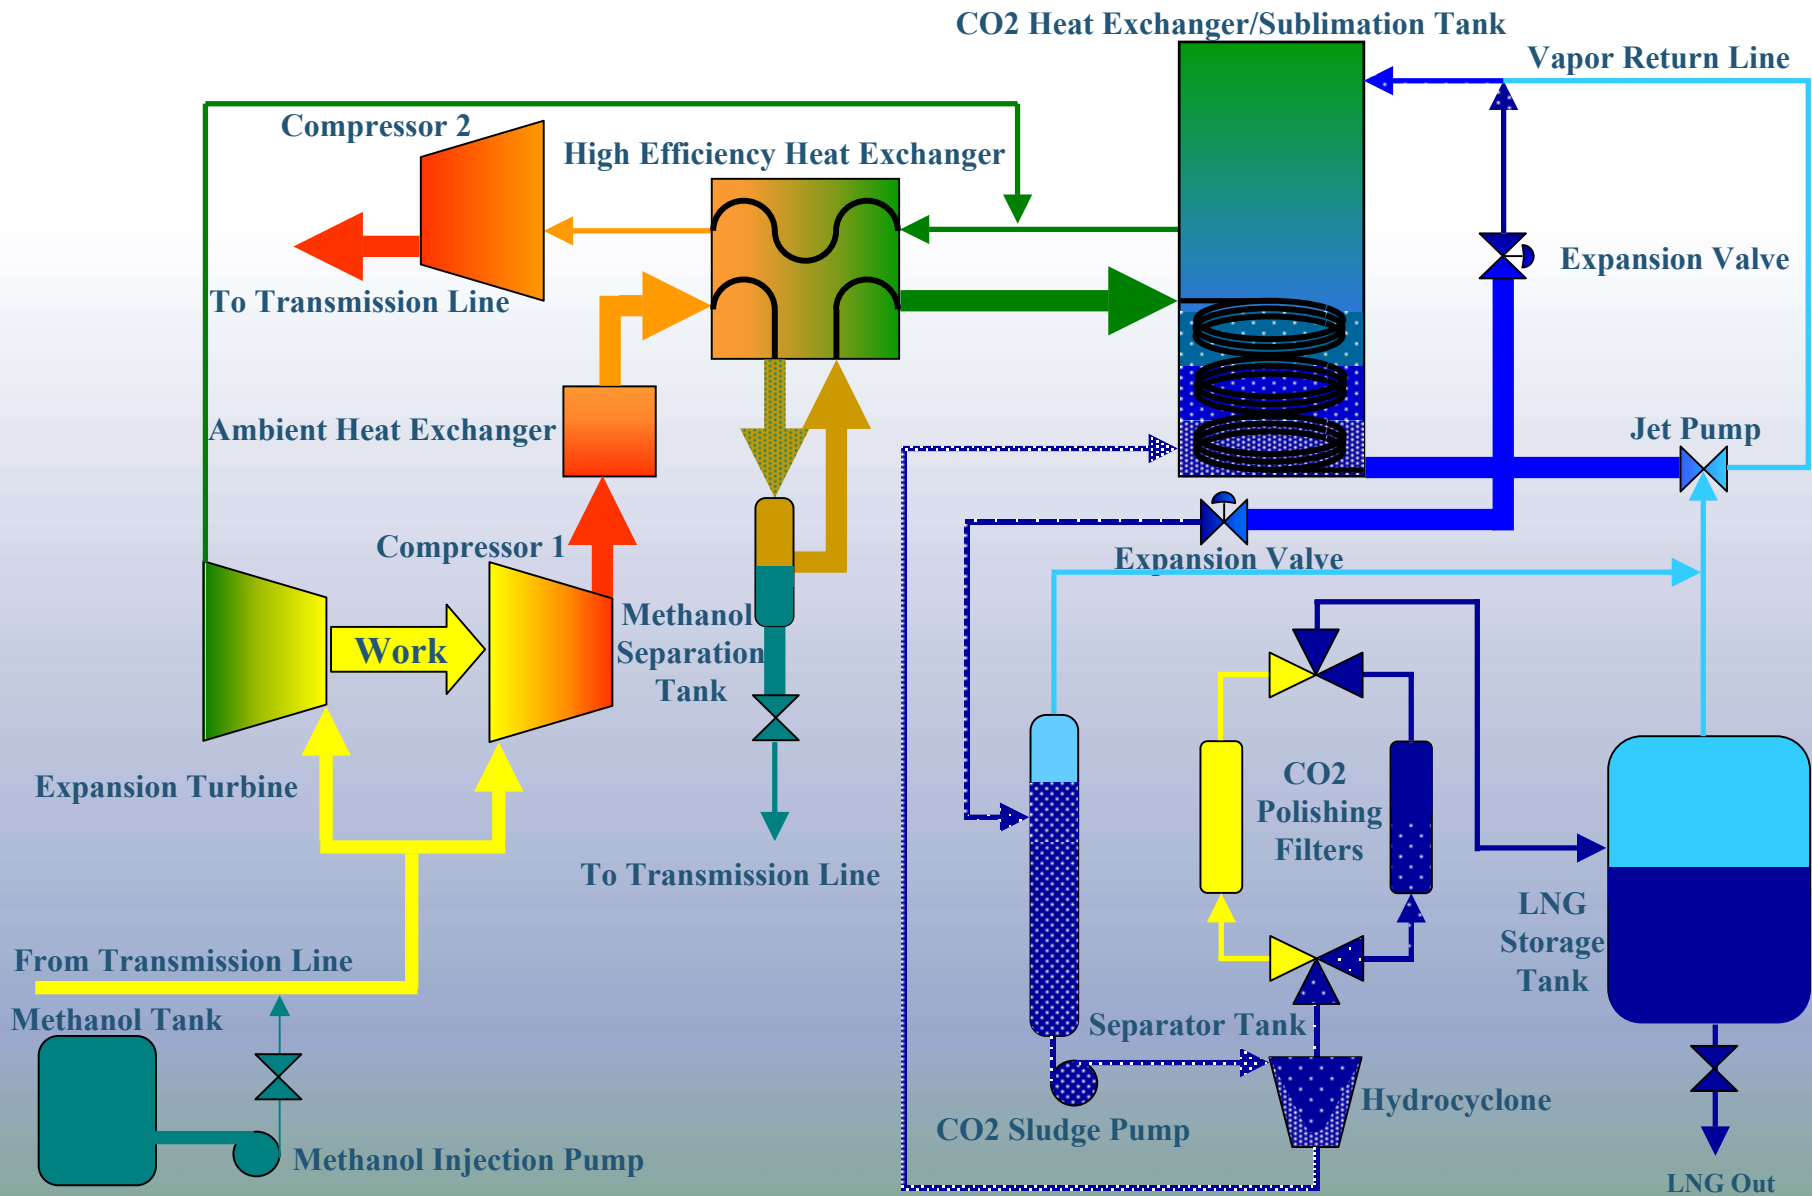 CO2 Heat Exchanger/Sublimation Tank
Vapor Return Line
Compressor 2
High Efficiency Heat Exchanger
Expansion Valve
To Transmission Line
Ambient Heat Exchanger
Jet Pump
Compressor 1
Expansion Valve
Methanol
Separation
Tank
Work
Expansion Turbine
CO2
Polishing
Filters
To Transmission Line
LNG
Storage
Tank
From Transmission Line
Methanol Tank
Separator Tank
Hydrocyclone
CO2 Sludge Pump
Methanol Injection Pump
LNG Out